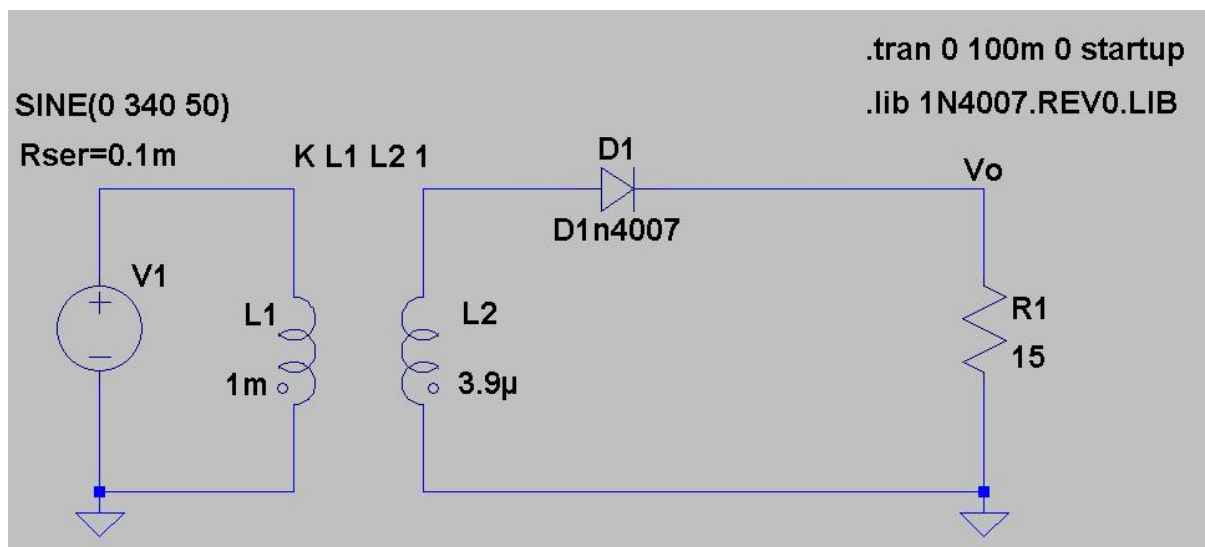 .tran 0 100m 0 startup
SINE(0 340 50)
.lib 1N4007.REV0.LIB
Rser=0.1m
K L1 L2 1
D1
Vo
D1n4007
V1
L1
L2
R1
1m
3.9µ
15